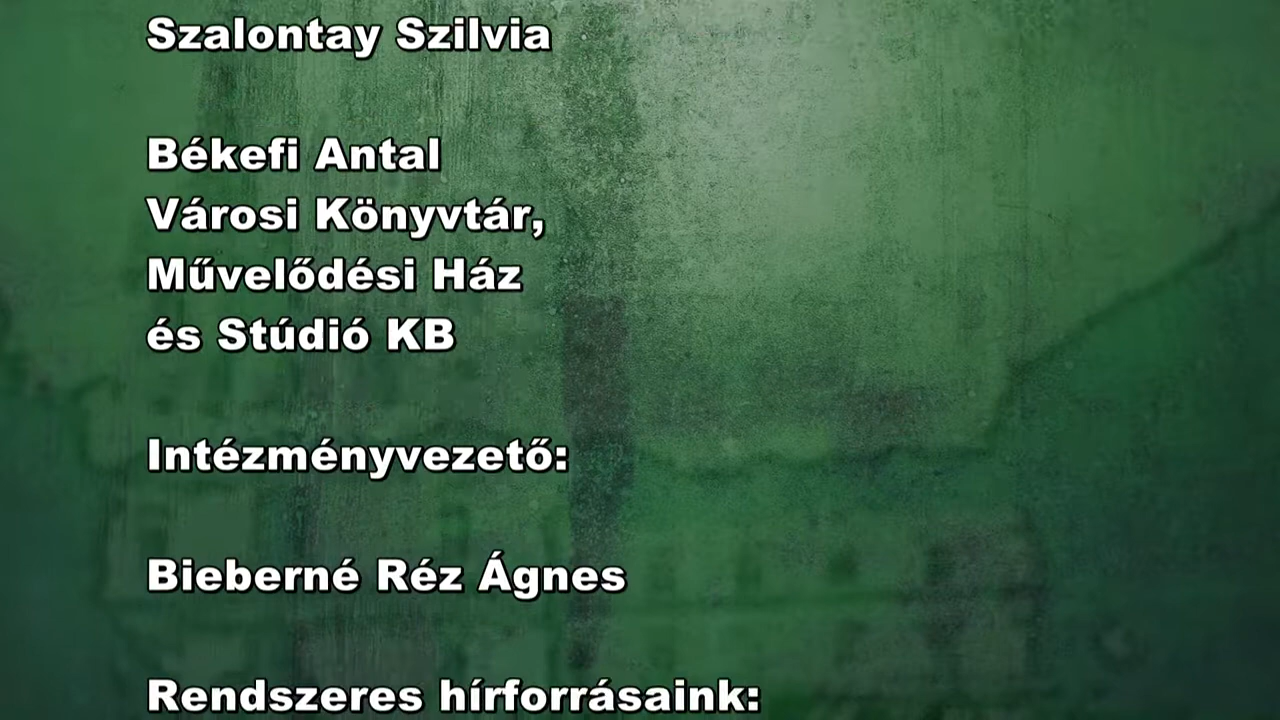 Szalontay Szilvia
Békefi Antal
Városi Könyvtár,
Művelődési Ház
és Stúdió KB
Intézményvezető:
Bieberné Réz Ágnes
Rendszeres hírforrásaink: